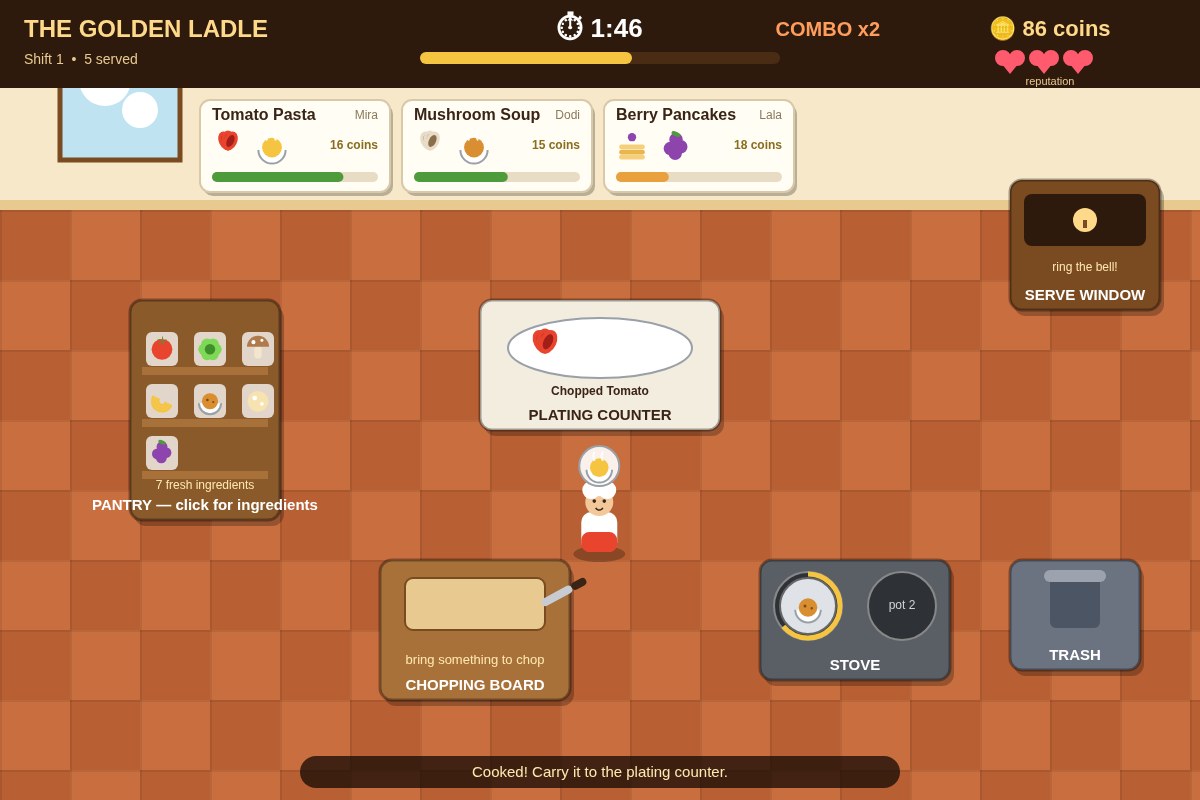 THE GOLDEN LADLE
Shift 1 • 5 served
1:46
COMBO x2
86 coins
reputation
Tomato Pasta Mira
16 coins
Mushroom Soup Dodi
15 coins
Berry Pancakes Lala
18 coins
ring the bell!
SERVE WINDOW
7 fresh ingredients
PANTRY — click for ingredients
Chopped Tomato
PLATING COUNTER
bring something to chop
CHOPPING BOARD
pot 2
STOVE
TRASH
Cooked! Carry it to the plating counter.